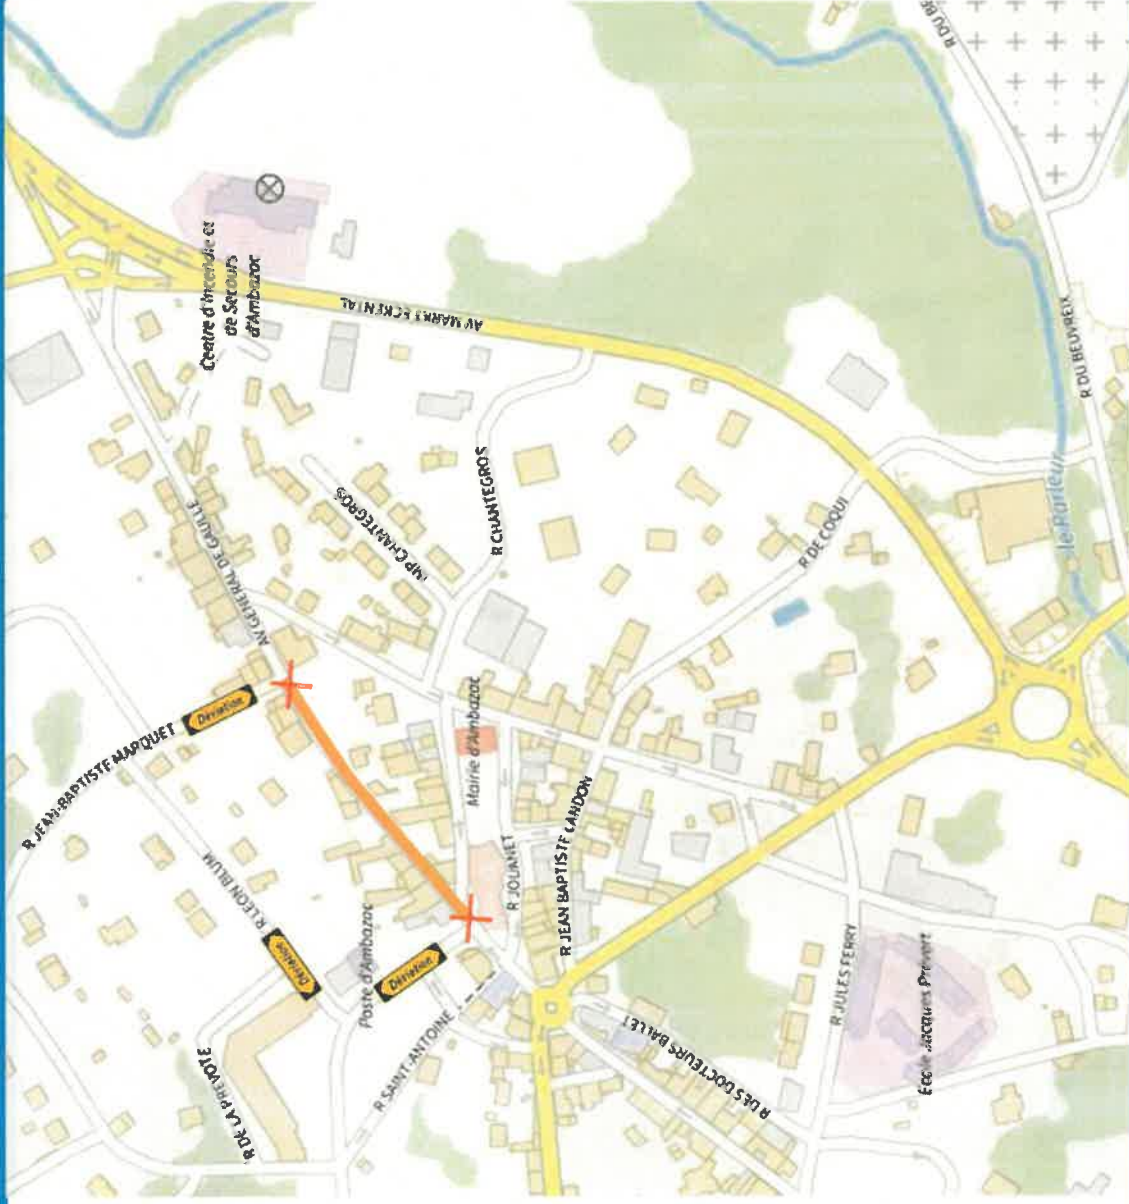 R DU BE
Centre d'Incendie et
de Secours
d'Ambazac
AV MARKT ECKENTAL
R DU BEUVREIX
AV GENERAL DE GAULLE
IMP CHANTEGROS
R CHANTEGROS
R DE COQUI
le Parleur
R JEAN-BAPTISTE MARQUET
Déviation
Mairie d'Ambazac
R LEON BLUM
R JOUANET
R JEAN BAPTISTE CANDON
Déviation
Poste d'Ambazac
Déviation
R SAINT-ANTOINE
R DE LA PREVOTE
R DES DOCTEURS BALLET
R JULES FERRY
Ecole Jacques Prévert